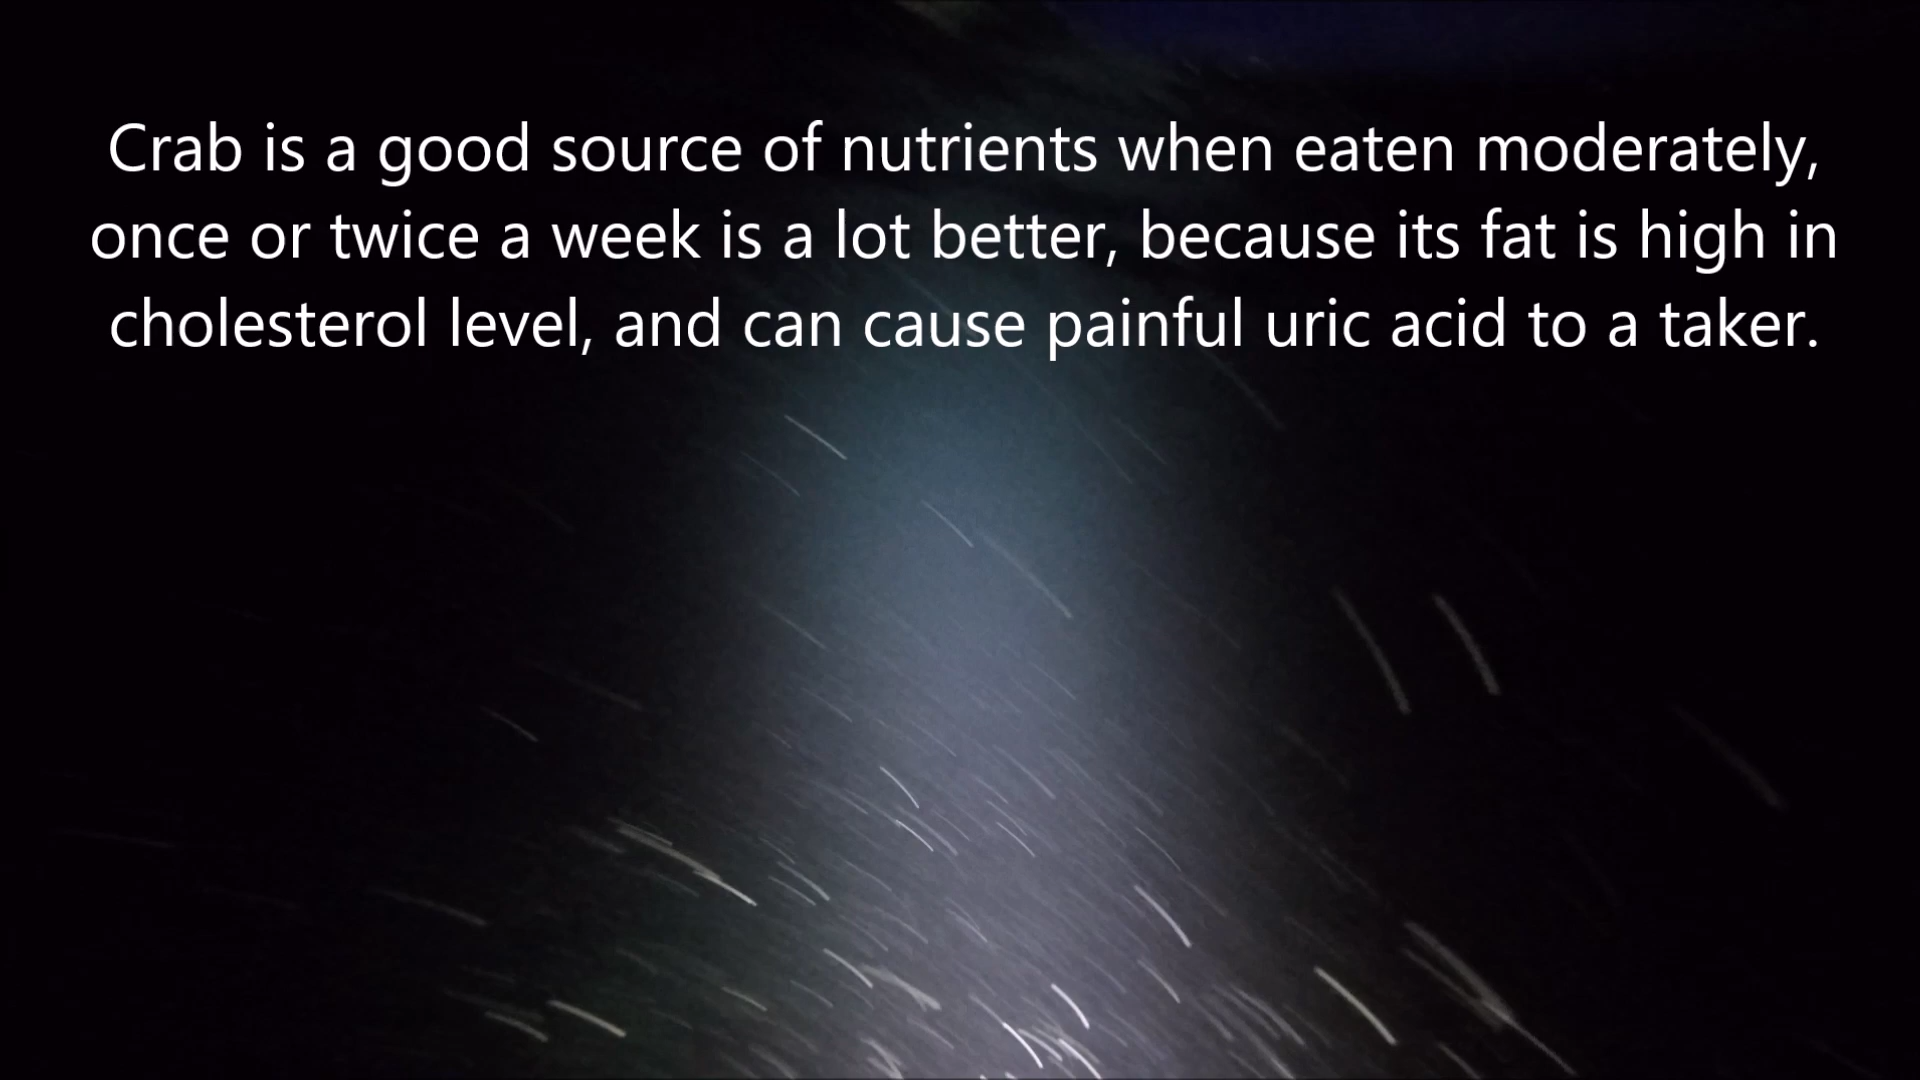 Crab is a good source of nutrients when eaten moderately,
once or twice a week is a lot better, because its fat is high in
cholesterol level, and can cause painful uric acid to a taker.